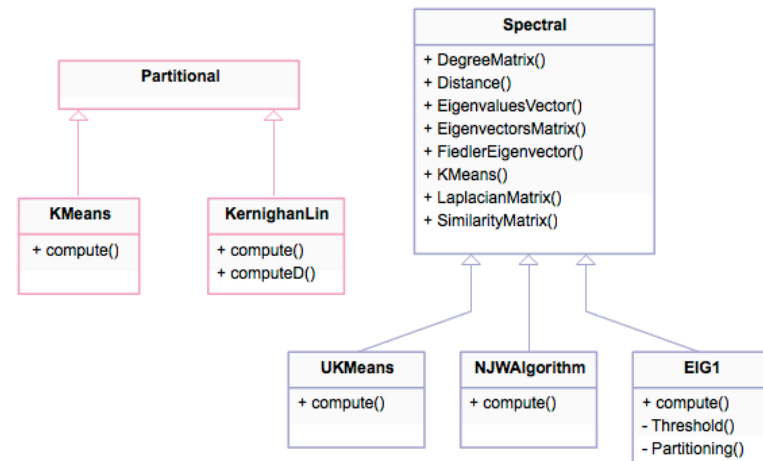 Partitional
KMeans
+ compute()
KernighanLin
+ compute()
+ computeD()
Spectral
+ DegreeMatrix()
+ Distance()
+ EigenvaluesVector()
+ EigenvectorsMatrix()
+ FiedlerEigenvector()
+ KMeans()
+ LaplacianMatrix()
+ SimilarityMatrix()
UKMeans
+ compute()
NJWAlgorithm
+ compute()
EIG1
+ compute()
- Threshold()
- Partitioning()